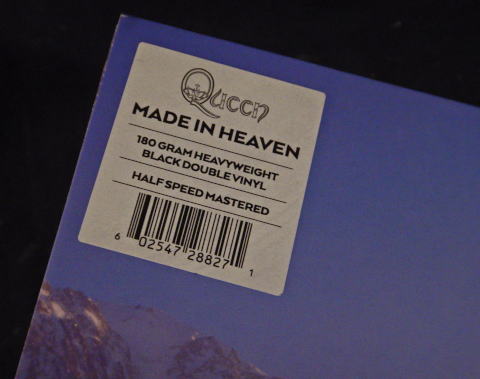 Queen
MADE IN HEAVEN
180 GRAM HEAVYWEIGHT
BLACK DOUBLE VINYL
HALF SPEED MASTERED
6 02547 28827 1